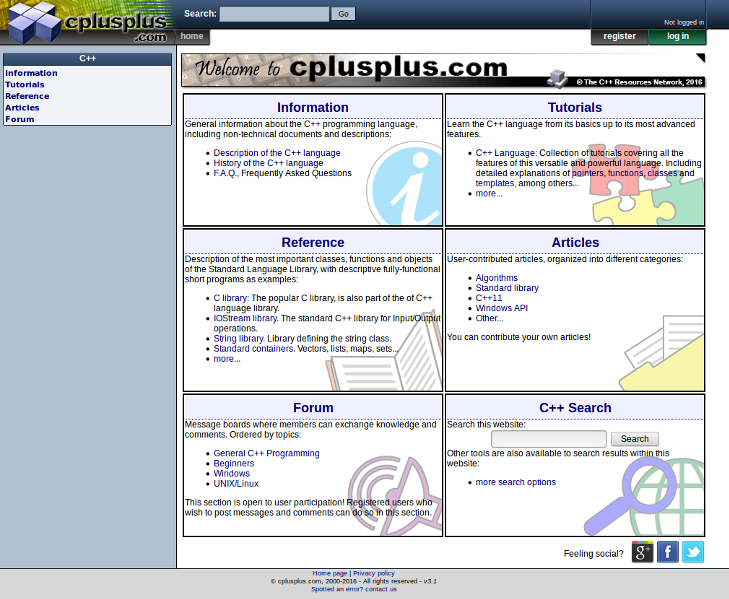 cplusplus
.com
Search:
Go
Not logged in
home
register
log in
C++
Information
Tutorials
Reference
Articles
Forum
Welcome to cplusplus.com
© The C++ Resources Network, 2016
Information
General information about the C++ programming language,
including non-technical documents and descriptions:
Description of the C++ language
History of the C++ language
F.A.Q., Frequently Asked Questions
Tutorials
Learn the C++ language from its basics up to its most advanced
features.
C++ Language: Collection of tutorials covering all the
features of this versatile and powerful language. Including
detailed explanations of pointers, functions, classes and
templates, among others...
more...
Reference
Description of the most important classes, functions and objects
of the Standard Language Library, with descriptive fully-functional
short programs as examples:
C library: The popular C library, is also part of the of C++
language library.
IOStream library. The standard C++ library for Input/Output
operations.
String library. Library defining the string class.
Standard containers. Vectors, lists, maps, sets...
more...
Articles
User-contributed articles, organized into different categories:
Algorithms
Standard library
C++11
Windows API
Other...
You can contribute your own articles!
Forum
Message boards where members can exchange knowledge and
comments. Ordered by topics:
General C++ Programming
Beginners
Windows
UNIX/Linux
This section is open to user participation! Registered users who
wish to post messages and comments can do so in this section.
C++ Search
Search this website:
Search
Other tools are also available to search results within this
website:
more search options
Feeling social?
g+
f
Home page | Privacy policy
© cplusplus.com, 2000-2016 - All rights reserved - v3.1
Spotted an error? contact us